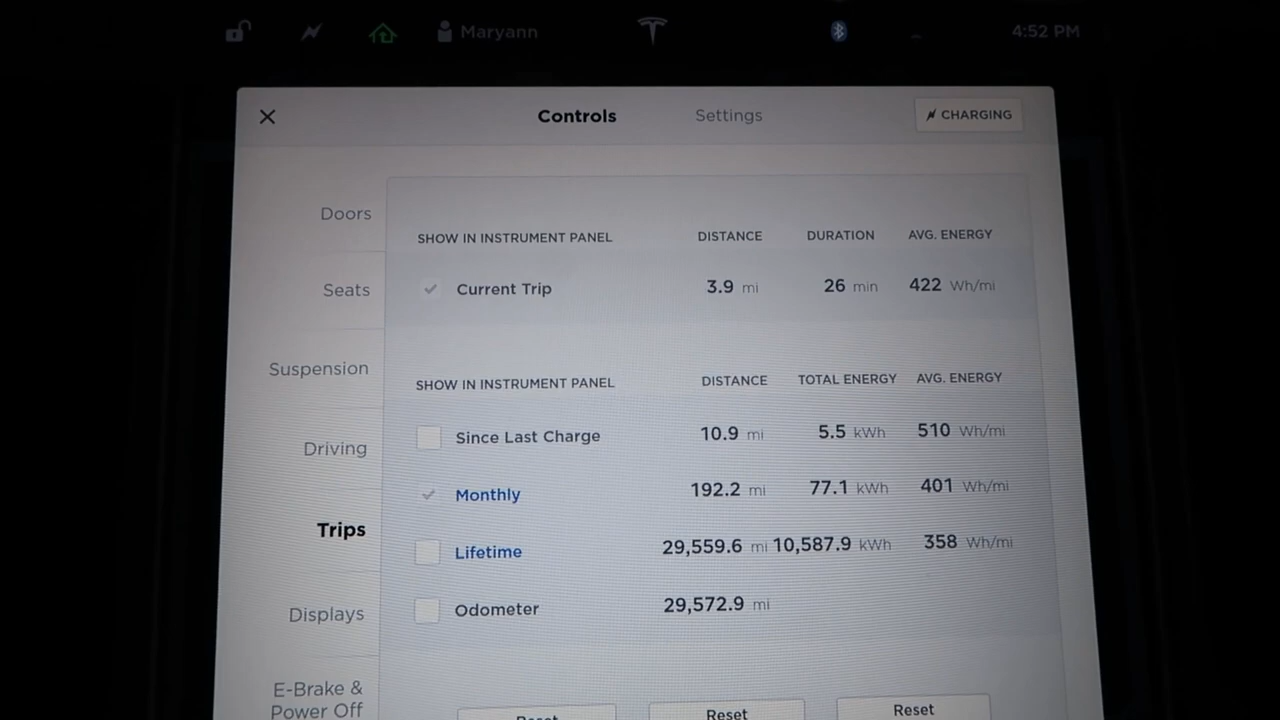 Maryann
4:52 PM
Controls
Settings
CHARGING
Doors
Seats
Suspension
Driving
Trips
Displays
E-Brake &
Power Off
SHOW IN INSTRUMENT PANEL DISTANCE DURATION AVG. ENERGY
Current Trip 3.9 mi 26 min 422 Wh/mi
SHOW IN INSTRUMENT PANEL DISTANCE TOTAL ENERGY AVG. ENERGY
Since Last Charge 10.9 mi 5.5 kWh 510 Wh/mi
Monthly 192.2 mi 77.1 kWh 401 Wh/mi
Lifetime 29,559.6 mi 10,587.9 kWh 358 Wh/mi
Odometer 29,572.9 mi
Reset Reset Reset